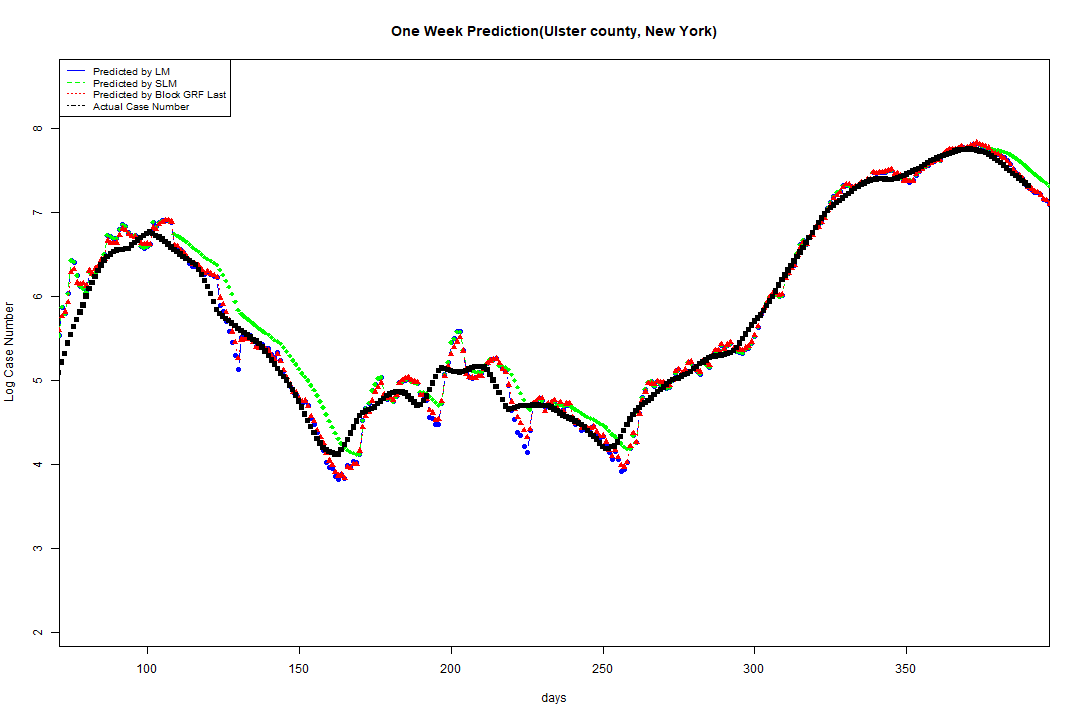 One Week Prediction(Ulster county, New York)
Predicted by LM
Predicted by SLM
Predicted by Block GRF Last
Actual Case Number
8
7
6
5
4
3
2
Log Case Number
100 150 200 250 300 350
days